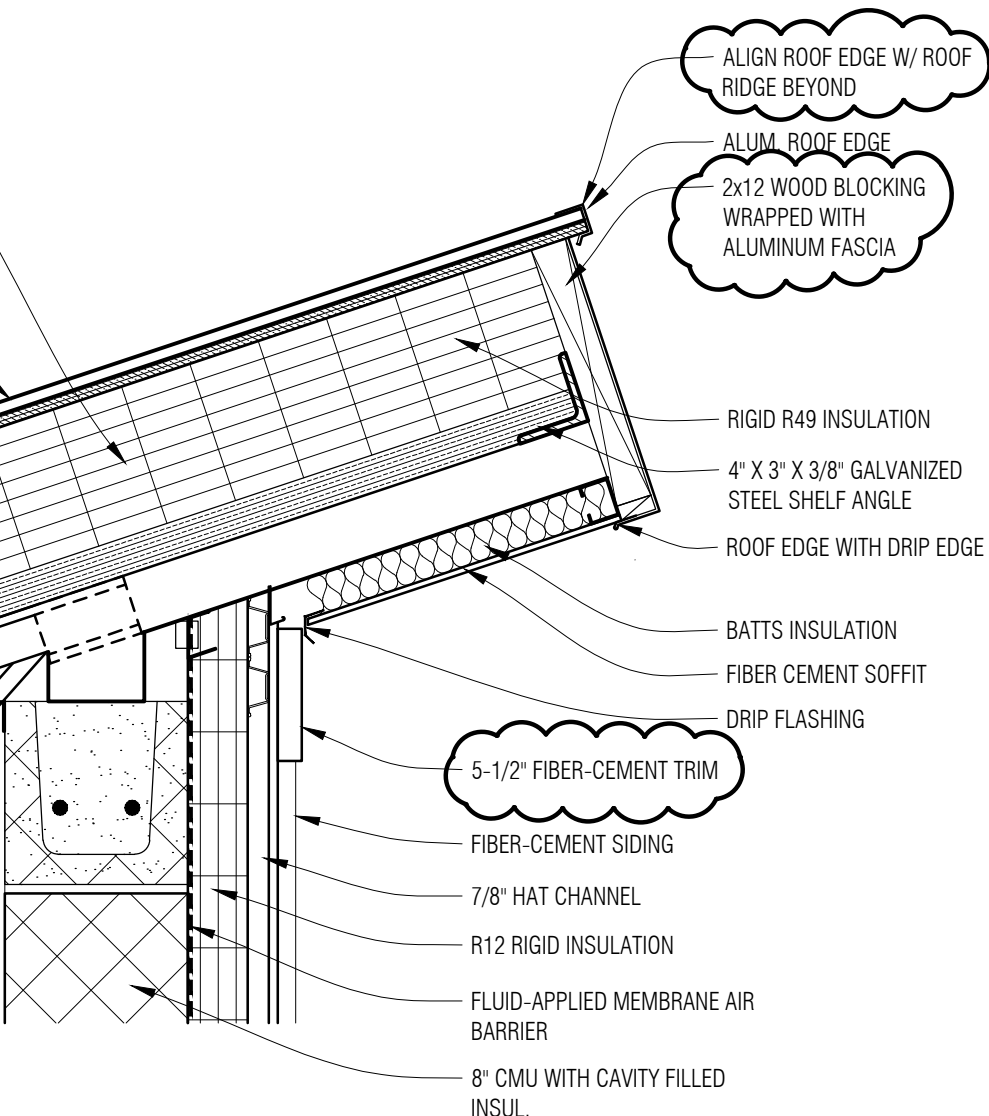 ALIGN ROOF EDGE W/ ROOF
RIDGE BEYOND
ALUM. ROOF EDGE
2x12 WOOD BLOCKING
WRAPPED WITH
ALUMINUM FASCIA
RIGID R49 INSULATION
4" X 3" X 3/8" GALVANIZED
STEEL SHELF ANGLE
ROOF EDGE WITH DRIP EDGE
BATTS INSULATION
FIBER CEMENT SOFFIT
DRIP FLASHING
5-1/2" FIBER-CEMENT TRIM
FIBER-CEMENT SIDING
7/8" HAT CHANNEL
R12 RIGID INSULATION
FLUID-APPLIED MEMBRANE AIR
BARRIER
8" CMU WITH CAVITY FILLED
INSUL.